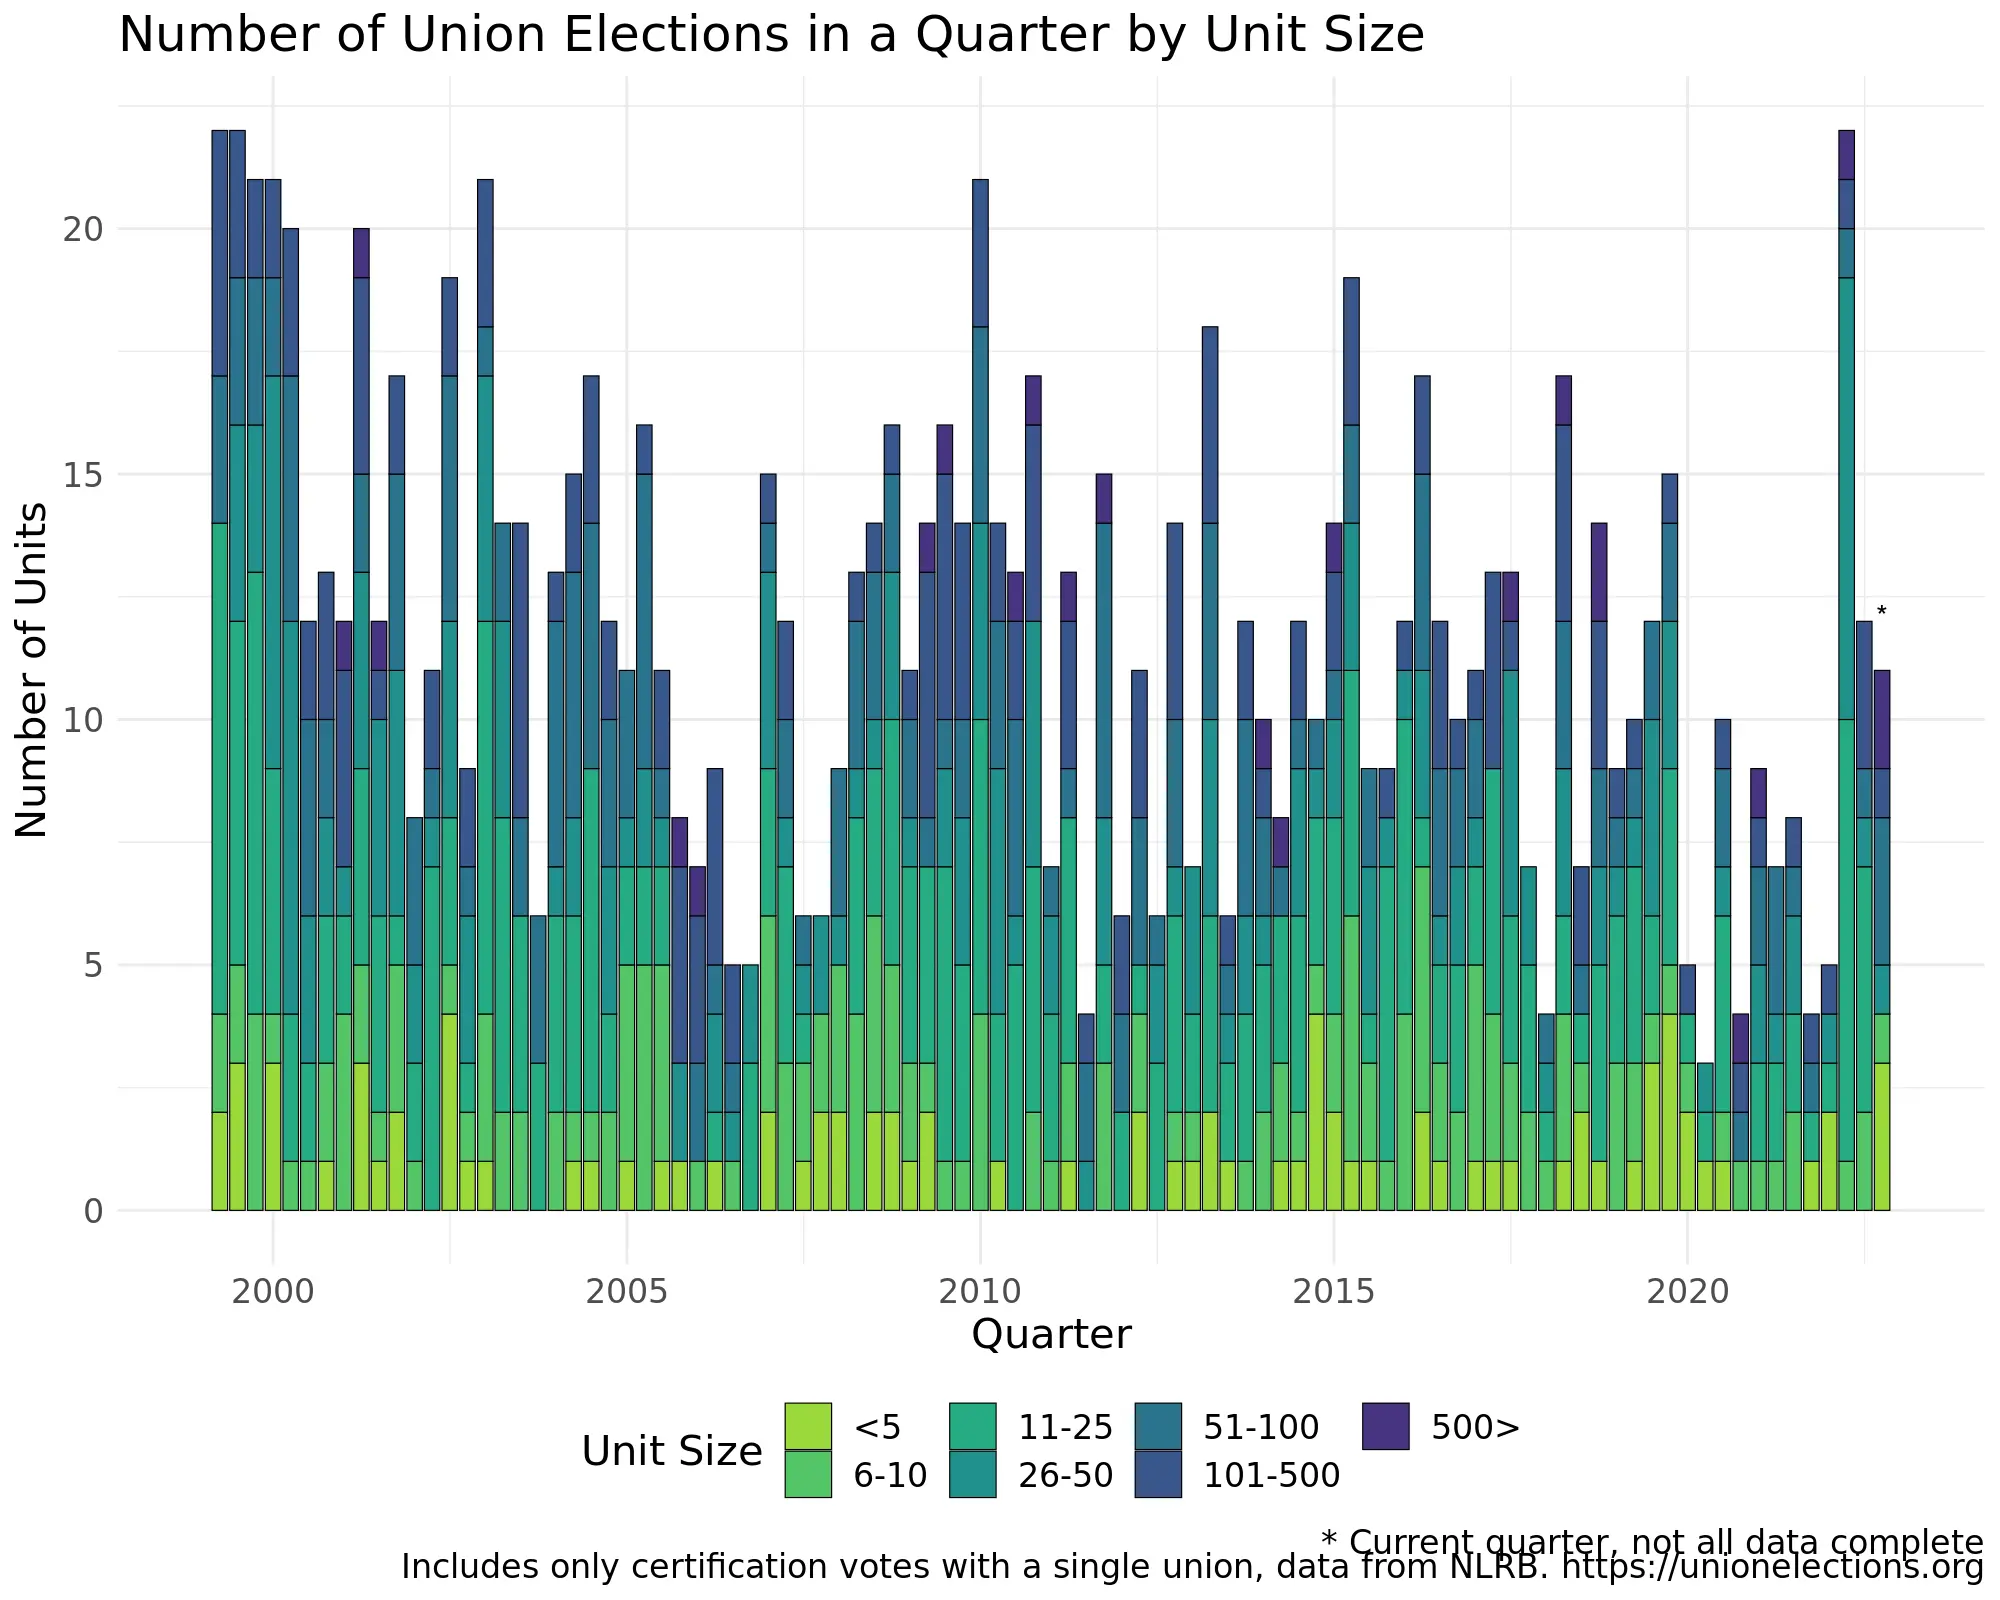 Number of Union Elections in a Quarter by Unit Size
Number of Units
20
15
10
5
0
*
2000 2005 2010 2015 2020
Quarter
Unit Size
<5 11-25 51-100 500>
6-10 26-50 101-500
* Current quarter, not all data complete
Includes only certification votes with a single union, data from NLRB. https://unionelections.org